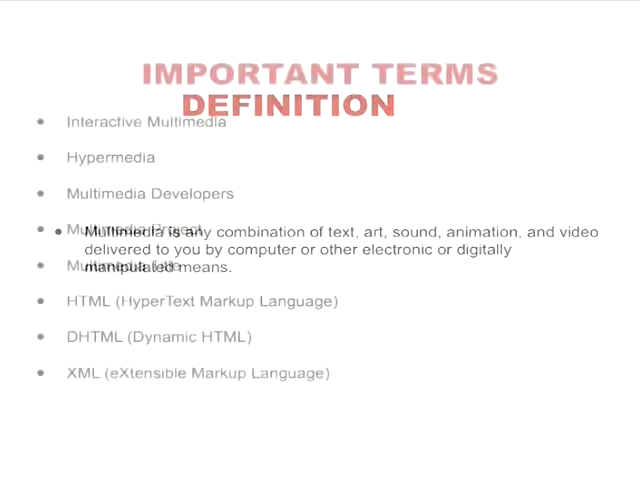 IMPORTANT TERMS
DEFINITION
Interactive Multimedia
Hypermedia
Multimedia Developers
Multimedia Project
Multimedia is any combination of text, art, sound, animation, and video
delivered to you by computer or other electronic or digitally
Multimedia
manipulated means.
HTML (HyperText Markup Language)
DHTML (Dynamic HTML)
XML (eXtensible Markup Language)